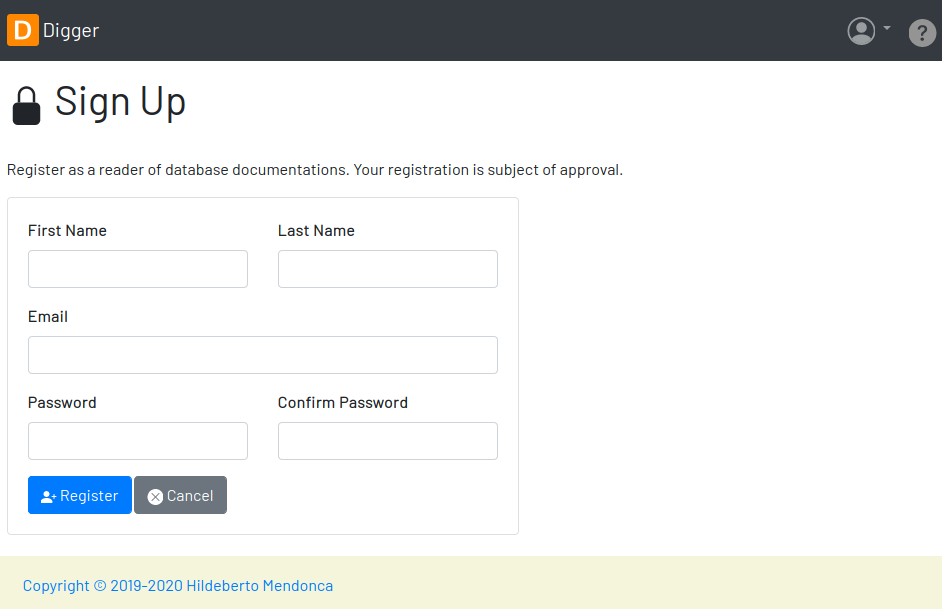 D Digger
?
Sign Up
Register as a reader of database documentations. Your registration is subject of approval.
First Name Last Name
Email
Password Confirm Password
Register Cancel
Copyright © 2019-2020 Hildeberto Mendonca